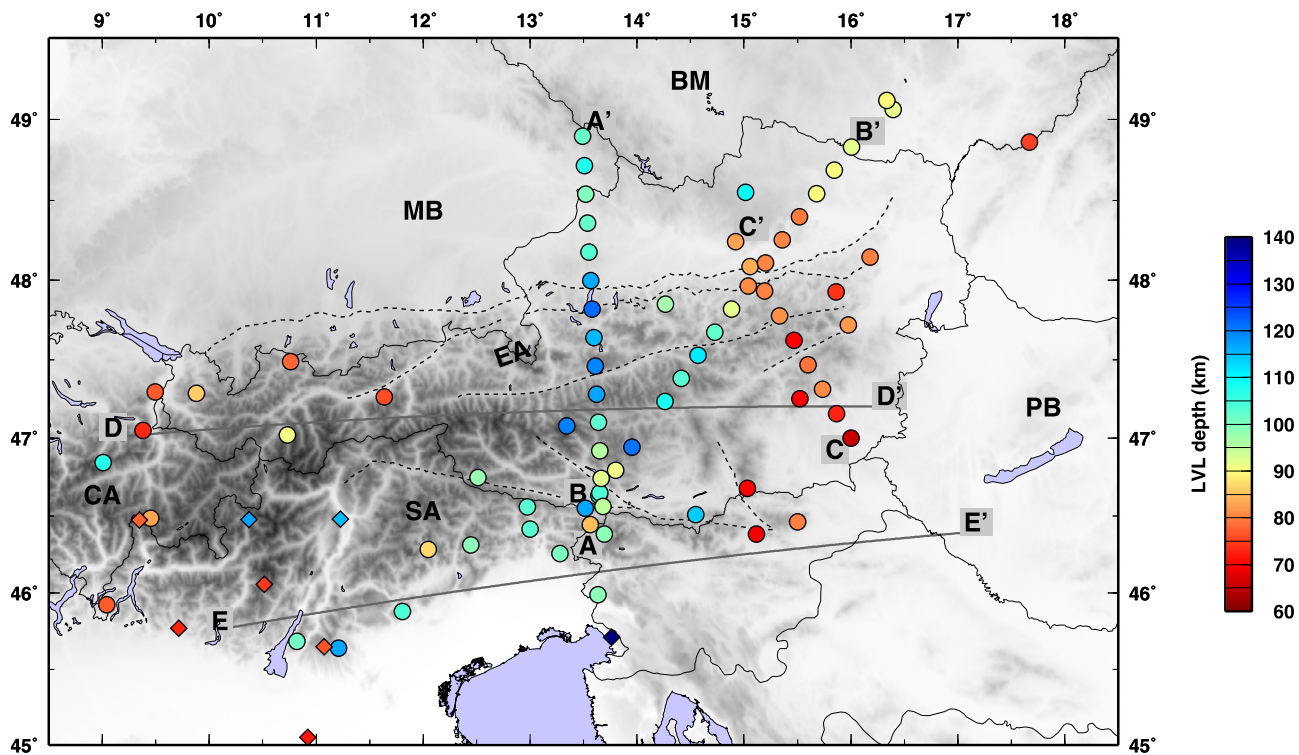 9° 10° 11° 12° 13° 14° 15° 16° 17° 18°
BM
49° A' B' 49°
MB C'
48° 48°
140
130
120
110
100
90
80
70
60
LVL depth (km)
EA
D D' PB
47° C 47°
CA SA B
A E'
46° 46°
E
45° 45°